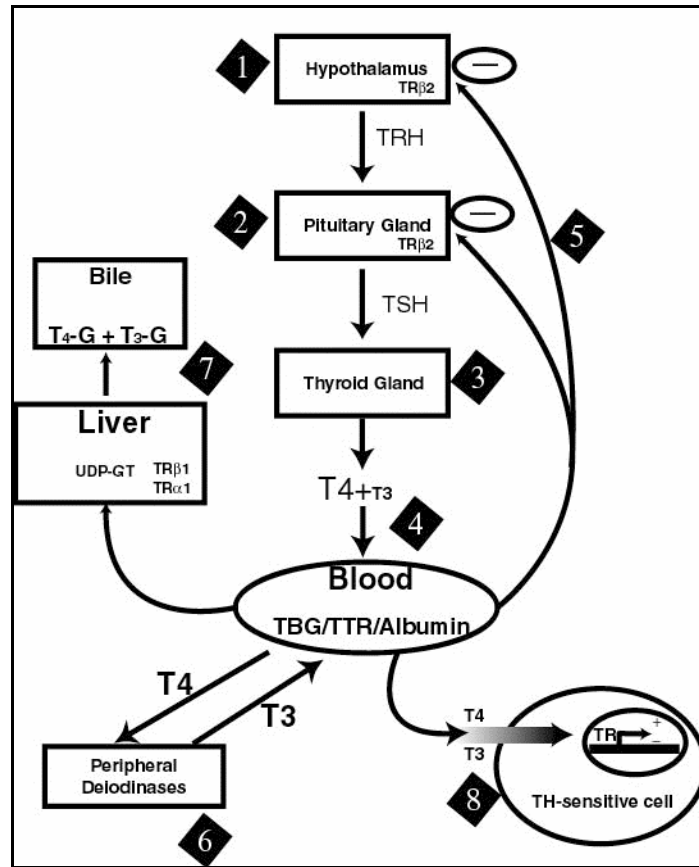 1
Hypothalamus
TRβ2
—
TRH
2
Pituitary Gland
TRβ2
—
5
TSH
Bile
T4-G + T3-G
7
Thyroid Gland
3
Liver
UDP-GT TRβ1
TRα1
T4+T3
4
Blood
TBG/TTR/Albumin
T4
T3
Peripheral
Deiodinases
6
T4
T3
TR
+
–
TH-sensitive cell
8